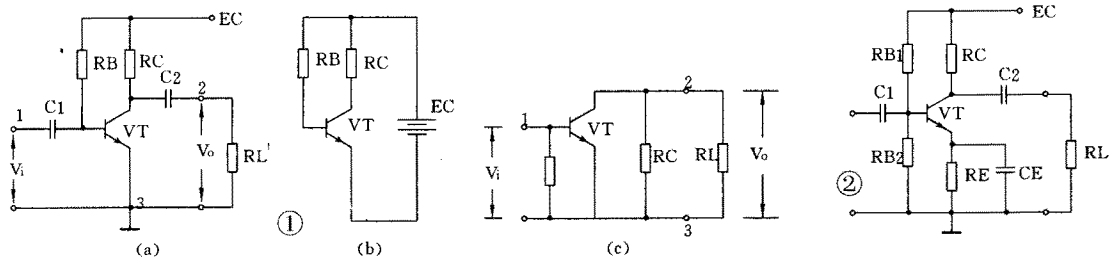 EC
RB
RC
C2
2
1
C1
VT
Vi
Vo
RL'
3
(a)
①
RB
RC
VT
EC
(b)
1
2
VT
Vi
RC
RL
Vo
3
(c)
EC
RB1
RC
C2
C1
VT
RB2
RE
CE
RL
②